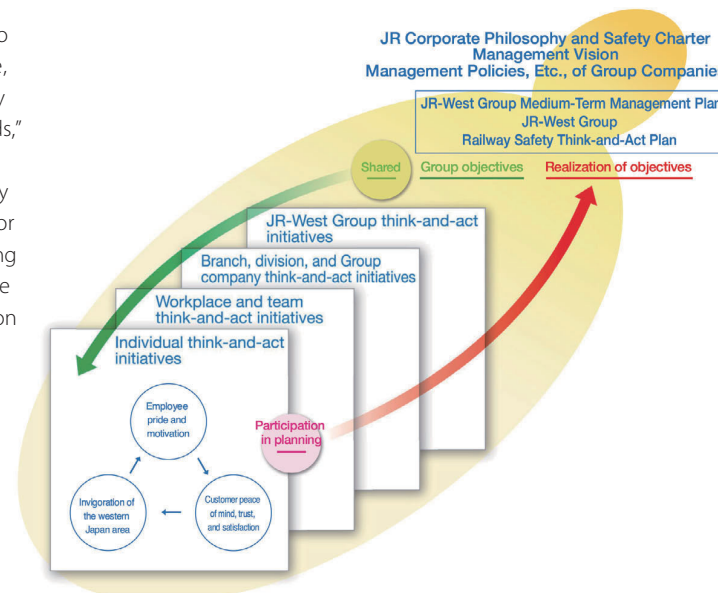 JR Corporate Philosophy and Safety Charter
Management Vision
Management Policies, Etc., of Group Companie
JR-West Group Medium-Term Management Plan
JR-West Group
Railway Safety Think-and-Act Plan
Shared
Group objectives
Realization of objectives
JR-West Group think-and-act
initiatives
Branch, division, and Group
company think-and-act initiatives
Workplace and team
think-and-act initiatives
Individual think-and-act
initiatives
Employee
pride and
motivation
Participation
in planning
Invigoration of
the western
Japan area
Customer peace
of mind, trust,
and satisfaction